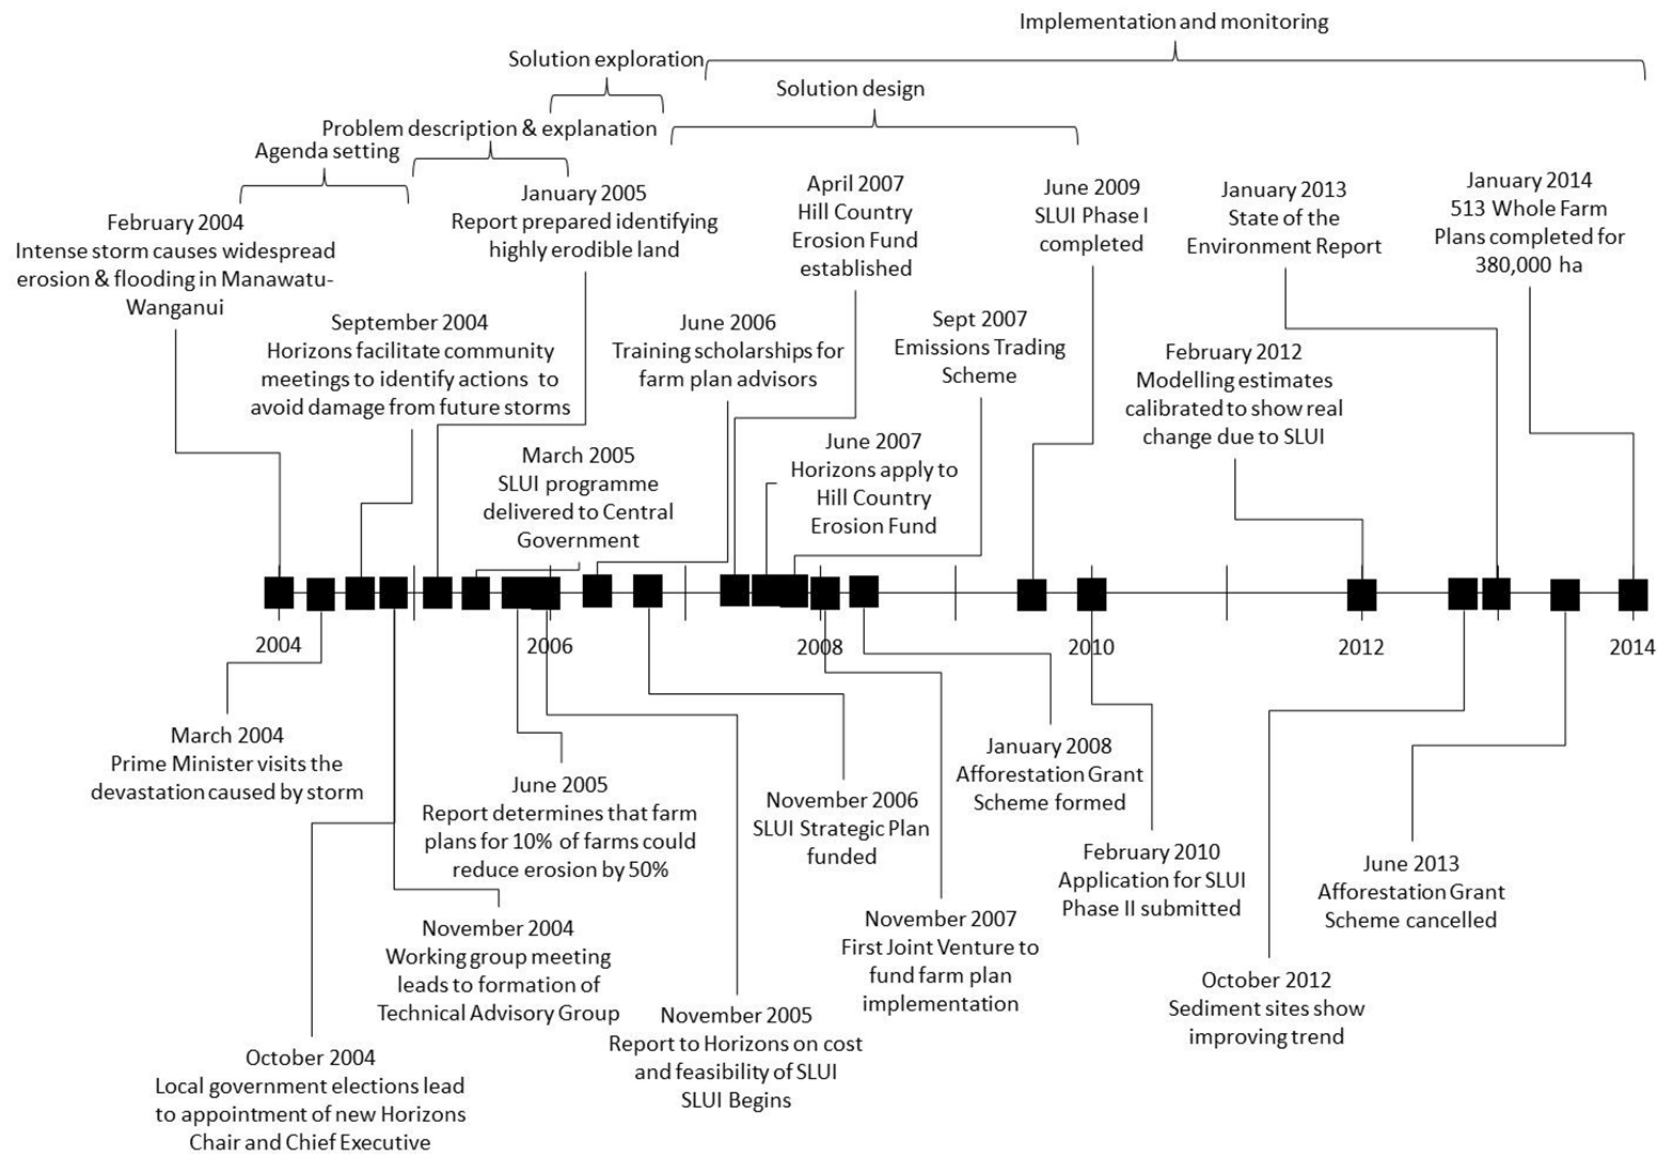 Implementation and monitoring
Solution exploration
Solution design
Problem description & explanation
Agenda setting
February 2004
Intense storm causes widespread
erosion & flooding in Manawatu-
Wanganui
September 2004
Horizons facilitate community
meetings to identify actions to
avoid damage from future storms
January 2005
Report prepared identifying
highly erodible land
March 2005
SLUI programme
delivered to Central
Government
June 2006
Training scholarships for
farm plan advisors
April 2007
Hill Country
Erosion Fund
established
June 2007
Horizons apply to
Hill Country
Erosion Fund
Sept 2007
Emissions Trading
Scheme
June 2009
SLUI Phase I
completed
February 2012
Modelling estimates
calibrated to show real
change due to SLUI
January 2013
State of the
Environment Report
January 2014
513 Whole Farm
Plans completed for
380,000 ha
2004
2006
2008
2010
2012
2014
March 2004
Prime Minister visits the
devastation caused by storm
October 2004
Local government elections lead
to appointment of new Horizons
Chair and Chief Executive
November 2004
Working group meeting
leads to formation of
Technical Advisory Group
June 2005
Report determines that farm
plans for 10% of farms could
reduce erosion by 50%
November 2005
Report to Horizons on cost
and feasibility of SLUI
SLUI Begins
November 2006
SLUI Strategic Plan
funded
November 2007
First Joint Venture to
fund farm plan
implementation
January 2008
Afforestation Grant
Scheme formed
February 2010
Application for SLUI
Phase II submitted
October 2012
Sediment sites show
improving trend
June 2013
Afforestation Grant
Scheme cancelled